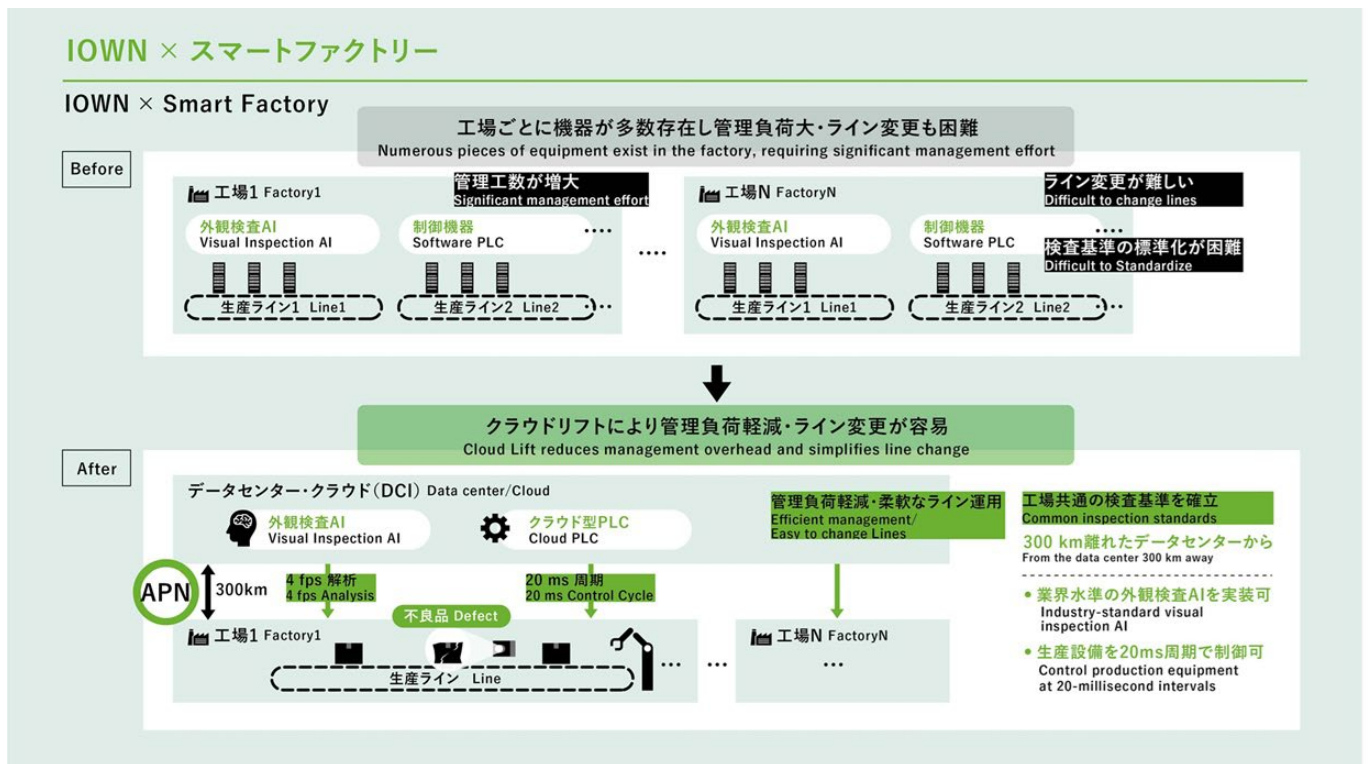 IOWN × スマートファクトリー
IOWN × Smart Factory
工場ごとに機器が多数存在し管理負荷大・ライン変更も困難
Numerous pieces of equipment exist in the factory, requiring significant management effort
Before
工場1 Factory1
管理工数が増大
Significant management effort
外観検査AI
Visual Inspection AI
制御機器
Software PLC
....
生産ライン1 Line1
生産ライン2 Line2
...
....
工場N FactoryN
ライン変更が難しい
Difficult to change lines
外観検査AI
Visual Inspection AI
制御機器
Software PLC
....
検査基準の標準化が困難
Difficult to Standardize
生産ライン1 Line1
生産ライン2 Line2
...
クラウドリフトにより管理負荷軽減・ライン変更が容易
Cloud Lift reduces management overhead and simplifies line change
After
データセンター・クラウド(DCI) Data center/Cloud
外観検査AI
Visual Inspection AI
クラウド型PLC
Cloud PLC
管理負荷軽減・柔軟なライン運用
Efficient management/
Easy to change Lines
APN
300km
4 fps 解析
4 fps Analysis
20 ms 周期
20 ms Control Cycle
工場1 Factory1
不良品 Defect
生産ライン Line
...
...
工場N FactoryN
...
工場共通の検査基準を確立
Common inspection standards
300 km離れたデータセンターから
From the data center 300 km away
• 業界水準の外観検査AIを実装可
Industry-standard visual
inspection AI
• 生産設備を20ms周期で制御可
Control production equipment
at 20-millisecond intervals